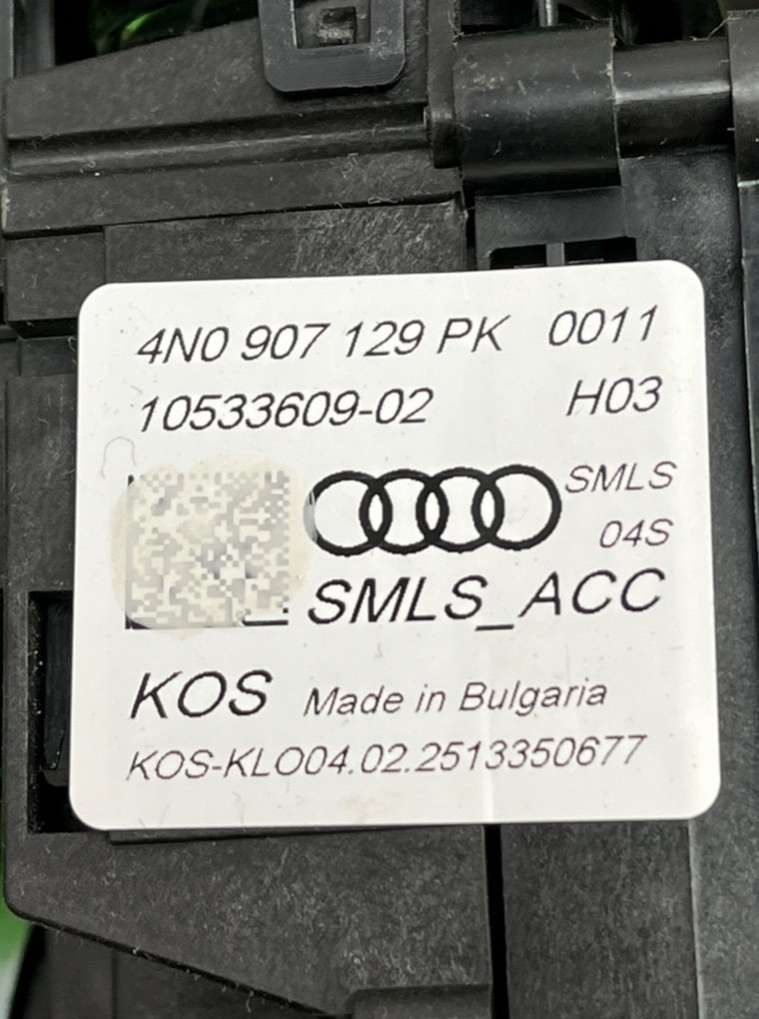 4N0 907 129 PK 0011
10533609-02 H03
SMLS
04S
SMLS_ACC
KOS Made in Bulgaria
KOS-KLO04.02.2513350677